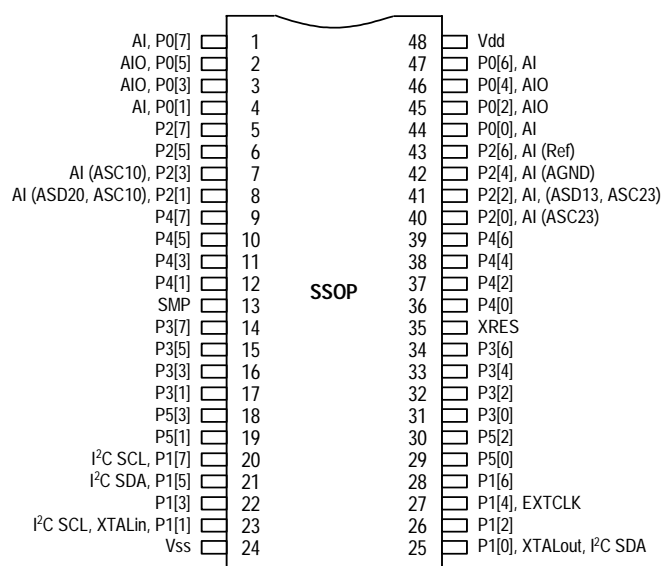 AI, P0[7] 1 48 Vdd
AIO, P0[5] 2 47 P0[6], AI
AIO, P0[3] 3 46 P0[4], AIO
AI, P0[1] 4 45 P0[2], AIO
P2[7] 5 44 P0[0], AI
P2[5] 6 43 P2[6], AI (Ref)
AI (ASC10), P2[3] 7 42 P2[4], AI (AGND)
AI (ASD20, ASC10), P2[1] 8 41 P2[2], AI, (ASD13, ASC23)
P4[7] 9 40 P2[0], AI (ASC23)
P4[5] 10 39 P4[6]
P4[3] 11 38 P4[4]
P4[1] 12 37 P4[2]
SSOP
SMP 13 36 P4[0]
P3[7] 14 35 XRES
P3[5] 15 34 P3[6]
P3[3] 16 33 P3[4]
P3[1] 17 32 P3[2]
P5[3] 18 31 P3[0]
P5[1] 19 30 P5[2]
I²C SCL, P1[7] 20 29 P5[0]
I²C SDA, P1[5] 21 28 P1[6]
P1[3] 22 27 P1[4], EXTCLK
I²C SCL, XTALin, P1[1] 23 26 P1[2]
Vss 24 25 P1[0], XTALout, I²C SDA